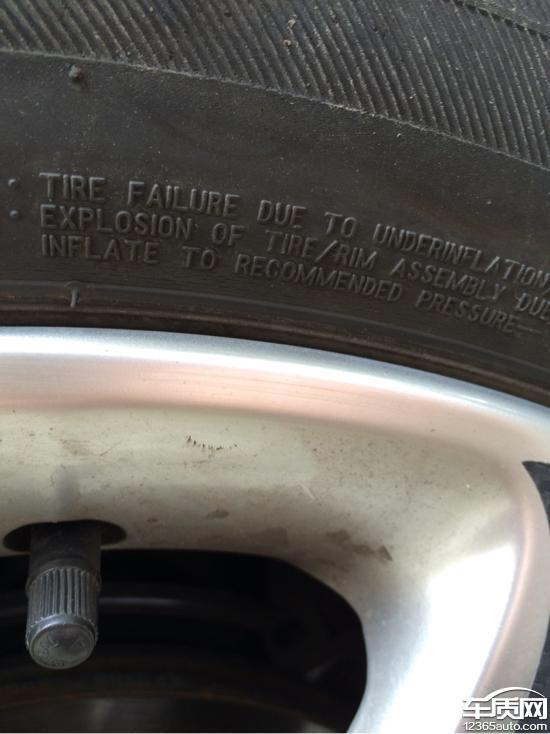 • TIRE FAILURE DUE TO UNDERINFLATION
• EXPLOSION OF TIRE/RIM ASSEMBLY DUE
INFLATE TO RECOMMENDED PRESSURE—
车质网
12365auto.com